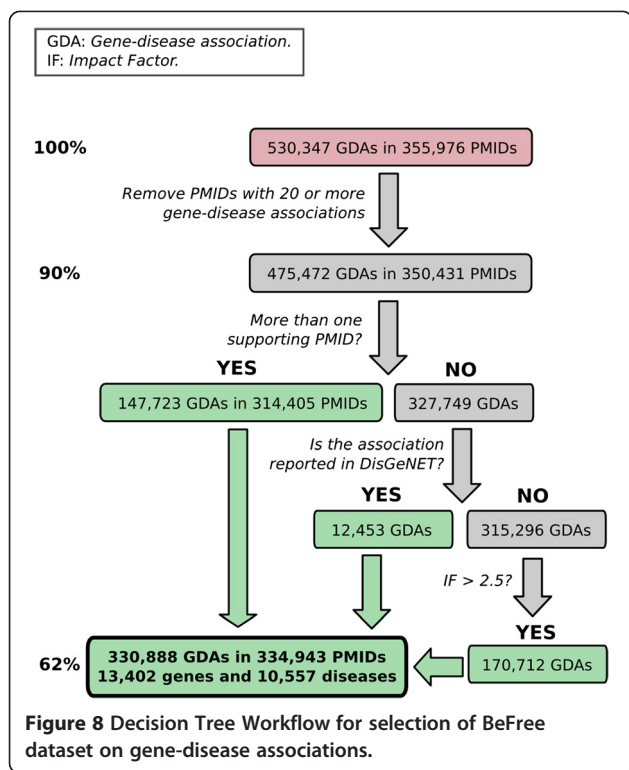 GDA: Gene-disease association.
IF: Impact Factor.
100%
530,347 GDAs in 355,976 PMIDs
Remove PMIDs with 20 or more
gene-disease associations
90%
475,472 GDAs in 350,431 PMIDs
More than one
supporting PMID?
YES
NO
147,723 GDAs in 314,405 PMIDs
327,749 GDAs
Is the association
reported in DisGeNET?
YES
NO
12,453 GDAs
315,296 GDAs
IF > 2.5?
YES
62%
330,888 GDAs in 334,943 PMIDs
13,402 genes and 10,557 diseases
170,712 GDAs
Figure 8 Decision Tree Workflow for selection of BeFree
dataset on gene-disease associations.